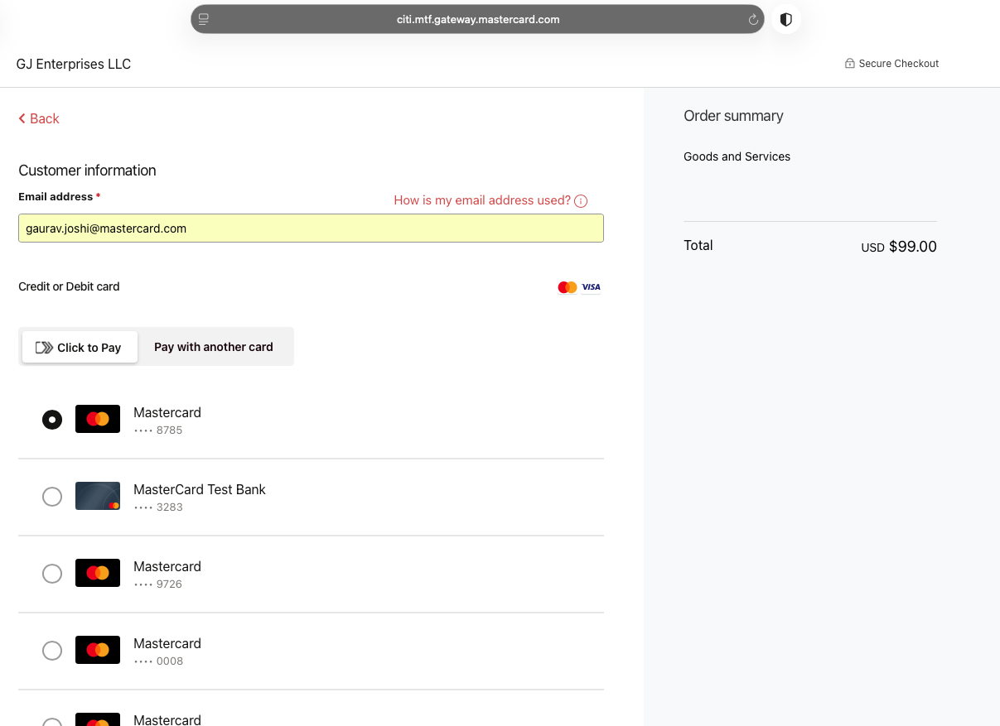 citi.mtf.gateway.mastercard.com
GJ Enterprises LLC
Secure Checkout
Back
Customer information
Email address *
How is my email address used?
gaurav.joshi@mastercard.com
Credit or Debit card
VISA
Click to Pay
Pay with another card
Mastercard
•••• 8785
MasterCard Test Bank
•••• 3283
Mastercard
•••• 9726
Mastercard
•••• 0008
Mastercard
Order summary
Goods and Services
Total
USD $99.00